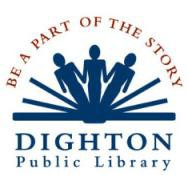 BE A PART OF THE STORY
DIGHTON
Public Library